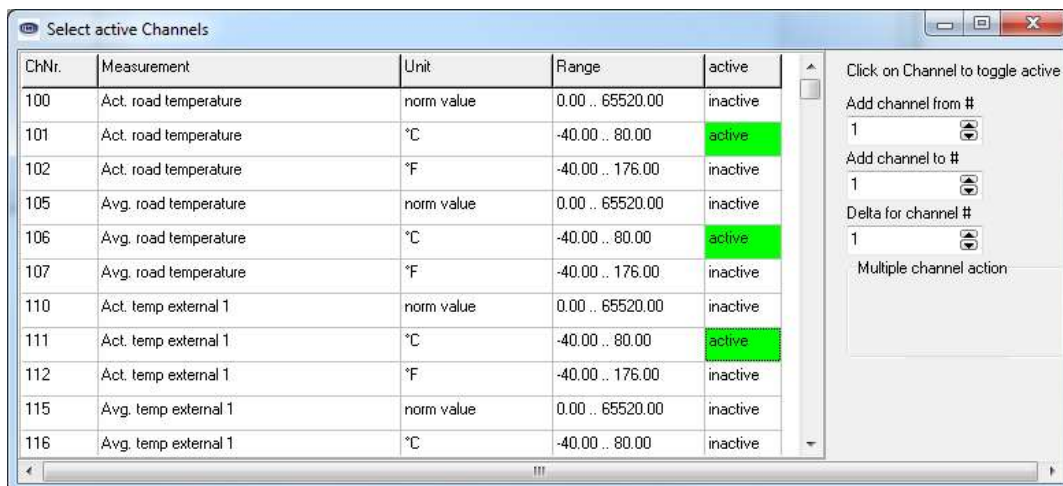 Select active Channels
ChNr. Measurement Unit Range active
100 Act. road temperature norm value 0.00 .. 65520.00 inactive
101 Act. road temperature °C -40.00 .. 80.00 active
102 Act. road temperature °F -40.00 .. 176.00 inactive
105 Avg. road temperature norm value 0.00 .. 65520.00 inactive
106 Avg. road temperature °C -40.00 .. 80.00 active
107 Avg. road temperature °F -40.00 .. 176.00 inactive
110 Act. temp external 1 norm value 0.00 .. 65520.00 inactive
111 Act. temp external 1 °C -40.00 .. 80.00 active
112 Act. temp external 1 °F -40.00 .. 176.00 inactive
115 Avg. temp external 1 norm value 0.00 .. 65520.00 inactive
116 Avg. temp external 1 °C -40.00 .. 80.00 inactive
Click on Channel to toggle active
Add channel from #
1
Add channel to #
1
Delta for channel #
1
Multiple channel action